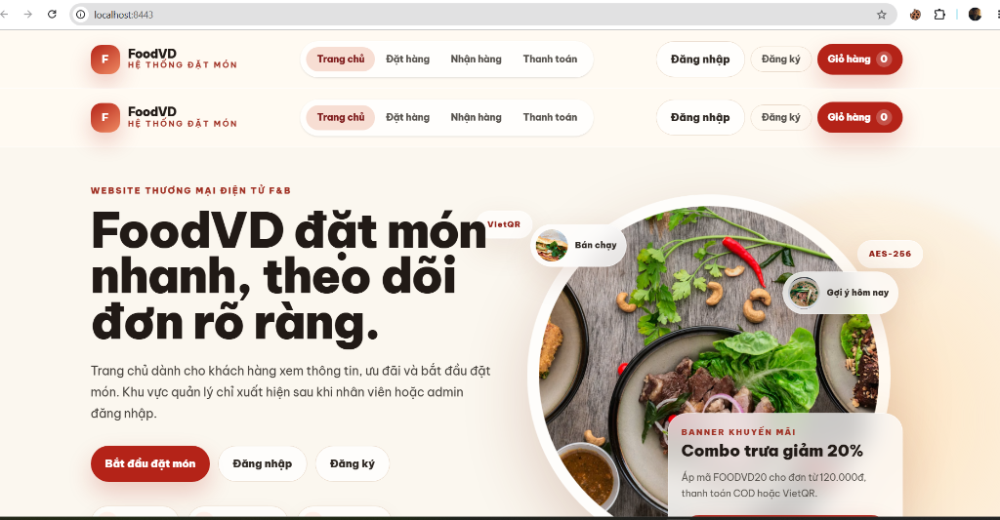 localhost:8443
F
FoodVD
HỆ THỐNG ĐẶT MÓN
Trang chủ
Đặt hàng
Nhận hàng
Thanh toán
Đăng nhập
Đăng ký
Giỏ hàng 0
F
FoodVD
HỆ THỐNG ĐẶT MÓN
Trang chủ
Đặt hàng
Nhận hàng
Thanh toán
Đăng nhập
Đăng ký
Giỏ hàng 0
WEBSITE THƯƠNG MẠI ĐIỆN TỬ F&B
FoodVD đặt món
nhanh, theo dõi
đơn rõ ràng.
Trang chủ dành cho khách hàng xem thông tin, ưu đãi và bắt đầu đặt
món. Khu vực quản lý chỉ xuất hiện sau khi nhân viên hoặc admin
đăng nhập.
Bắt đầu đặt món
Đăng nhập
Đăng ký
VietQR
Bán chạy
AES-256
Gợi ý hôm nay
BANNER KHUYẾN MÃI
Combo trưa giảm 20%
Áp mã FOODVD20 cho đơn từ 120.000đ,
thanh toán COD hoặc VietQR.